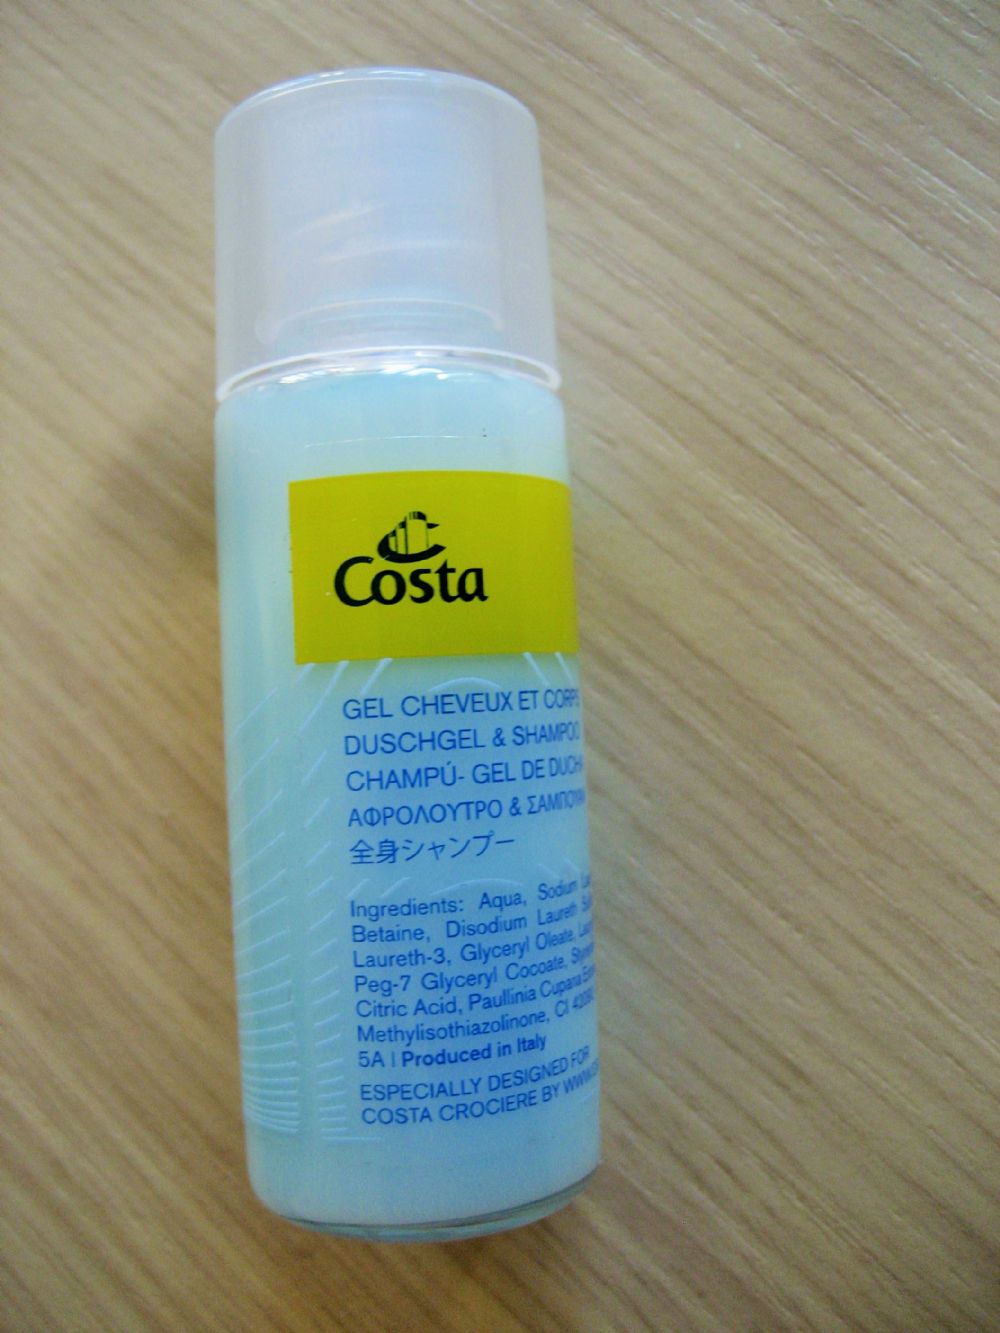 Costa
GEL CHEVEUX ET CORPS
DUSCHGEL & SHAMPOO
CHAMPÚ- GEL DE DUCHA
ΑΦΡΟΛΟΥΤΡΟ & ΣΑΜΠΟΥΑΝ
全身シャンプー
Ingredients: Aqua, Sodium
Betaine, Disodium Laureth
Laureth-3, Glyceryl Oleate,
Peg-7 Glyceryl Cocoate,
Citric Acid, Paullinia Cupana
Methylisothiazolinone, CI
5A | Produced in Italy
ESPECIALLY DESIGNED FOR
COSTA CROCIERE BY